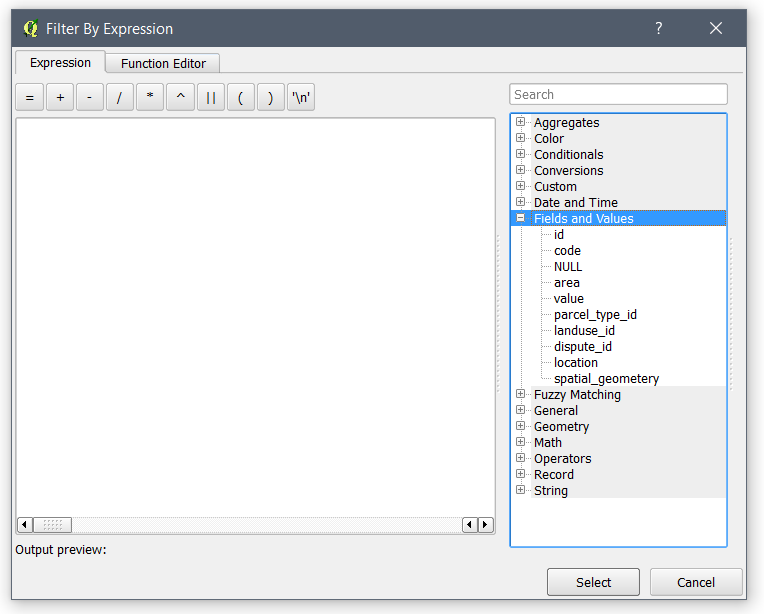 Filter By Expression
Expression Function Editor
= + - / * ^ || ( ) '\n'
Search
Aggregates
Color
Conditionals
Conversions
Custom
Date and Time
Fields and Values
id
code
NULL
area
value
parcel_type_id
landuse_id
dispute_id
location
spatial_geometery
Fuzzy Matching
General
Geometry
Math
Operators
Record
String
Output preview:
Select Cancel